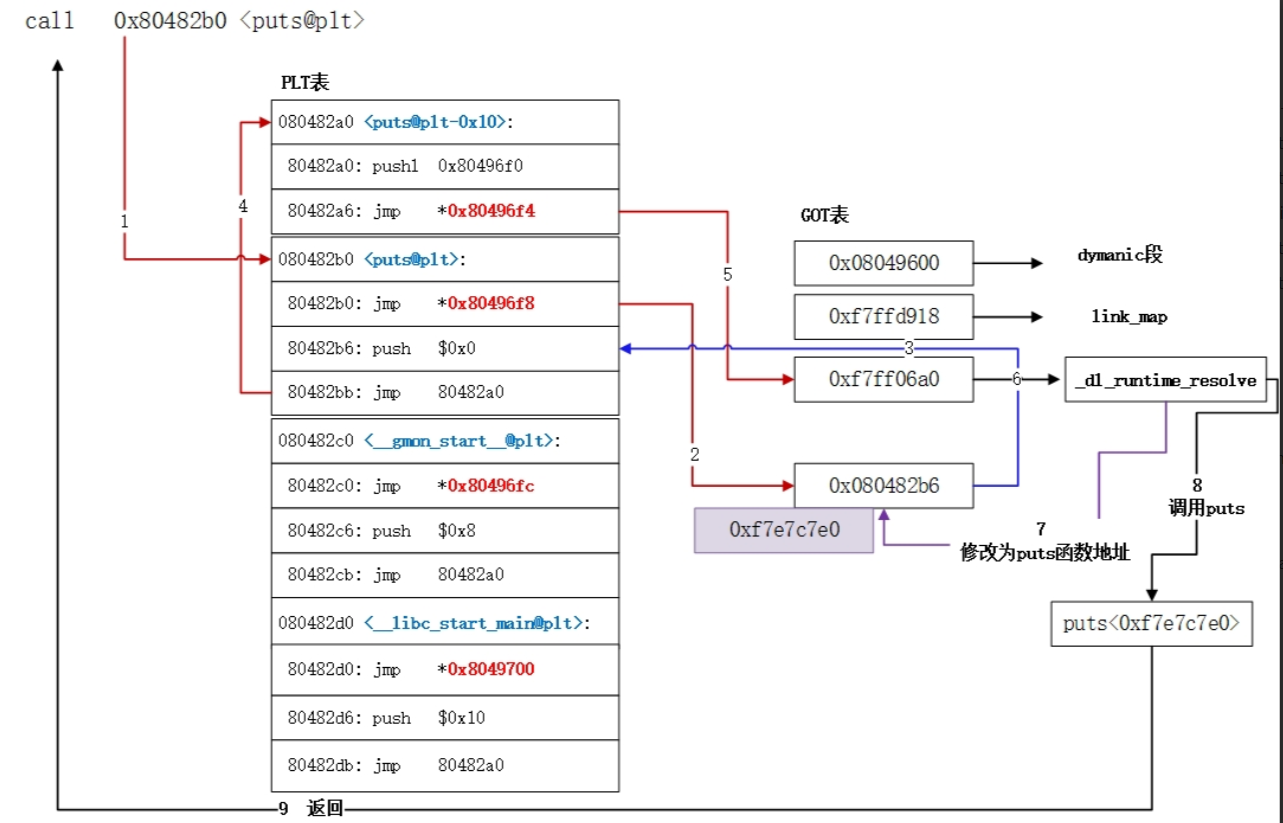 call 0x80482b0 <puts@plt>
PLT表
080482a0 <puts@plt-0x10>:
80482a0: pushl 0x80496f0
80482a6: jmp *0x80496f4
080482b0 <puts@plt>:
80482b0: jmp *0x80496f8
80482b6: push $0x0
80482bb: jmp 80482a0
080482c0 <__gmon_start__@plt>:
80482c0: jmp *0x80496fc
80482c6: push $0x8
80482cb: jmp 80482a0
080482d0 <__libc_start_main@plt>:
80482d0: jmp *0x8049700
80482d6: push $0x10
80482db: jmp 80482a0
1
4
5
2
3
6
GOT表
0x08049600
dymanic段
0xf7ffd918
link_map
0xf7ff06a0
_dl_runtime_resolve
0x080482b6
0xf7e7c7e0
7
修改为puts函数地址
8
调用puts
puts<0xf7e7c7e0>
9 返回